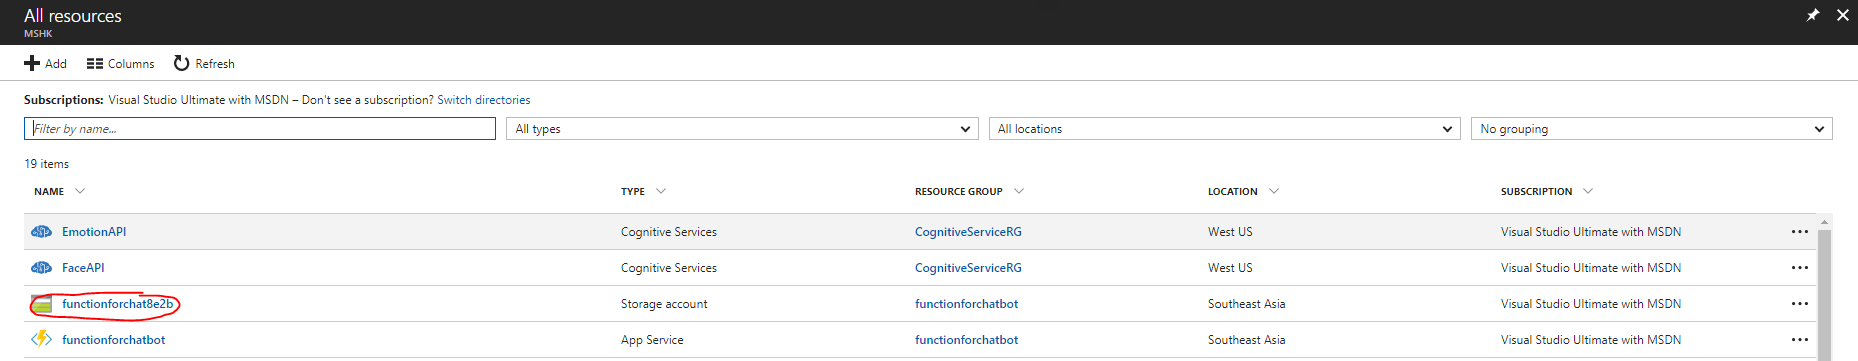 All resources
MSHK
Add Columns Refresh
Subscriptions: Visual Studio Ultimate with MSDN – Don't see a subscription? Switch directories
Filter by name... All types All locations No grouping
19 items
NAME TYPE RESOURCE GROUP LOCATION SUBSCRIPTION
EmotionAPI Cognitive Services CognitiveServiceRG West US Visual Studio Ultimate with MSDN
FaceAPI Cognitive Services CognitiveServiceRG West US Visual Studio Ultimate with MSDN
functionforchat8e2b Storage account functionforchatbot Southeast Asia Visual Studio Ultimate with MSDN
functionforchatbot App Service functionforchatbot Southeast Asia Visual Studio Ultimate with MSDN